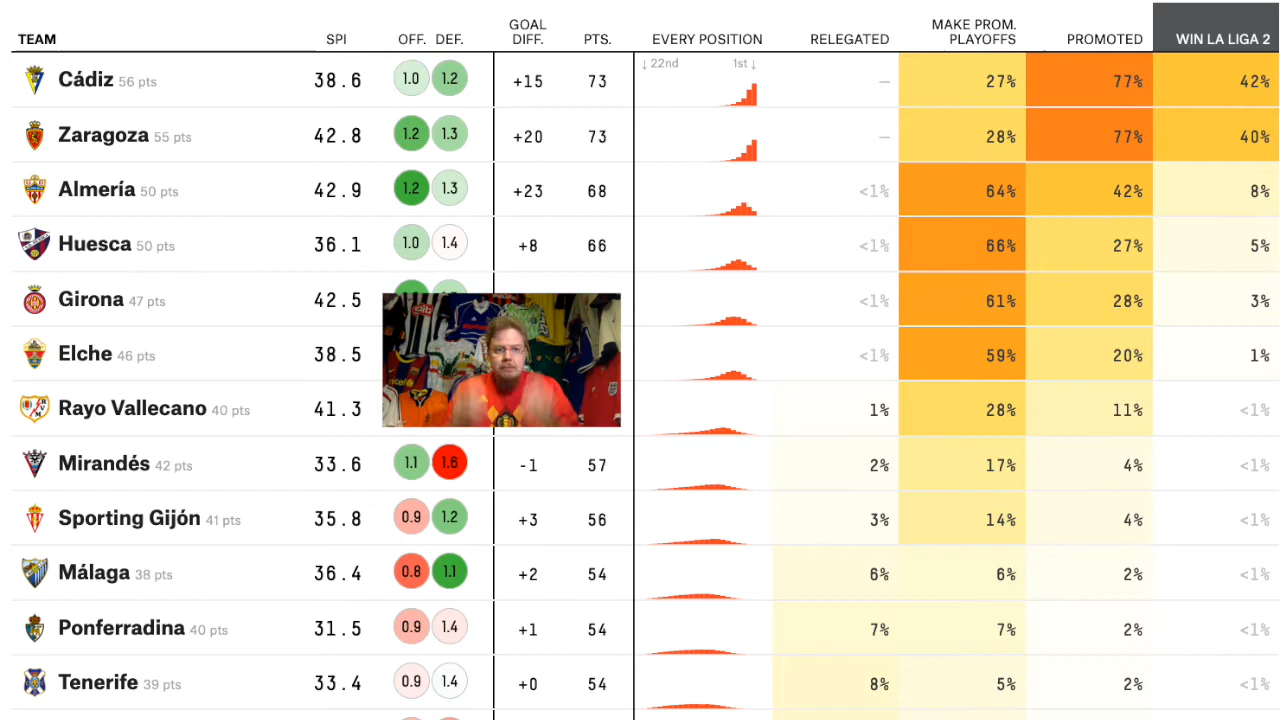 TEAM SPI OFF. DEF. GOAL DIFF. PTS. EVERY POSITION RELEGATED MAKE PROM. PLAYOFFS PROMOTED WIN LA LIGA 2
↓ 22nd 1st ↓
Cádiz 56 pts 38.6 1.0 1.2 +15 73 — 27% 77% 42%
Zaragoza 55 pts 42.8 1.2 1.3 +20 73 — 28% 77% 40%
Almería 50 pts 42.9 1.2 1.3 +23 68 <1% 64% 42% 8%
Huesca 50 pts 36.1 1.0 1.4 +8 66 <1% 66% 27% 5%
Girona 47 pts 42.5 <1% 61% 28% 3%
Elche 46 pts 38.5 <1% 59% 20% 1%
Rayo Vallecano 40 pts 41.3 1% 28% 11% <1%
Mirandés 42 pts 33.6 1.1 1.6 -1 57 2% 17% 4% <1%
Sporting Gijón 41 pts 35.8 0.9 1.2 +3 56 3% 14% 4% <1%
Málaga 38 pts 36.4 0.8 1.1 +2 54 6% 6% 2% <1%
Ponferradina 40 pts 31.5 0.9 1.4 +1 54 7% 7% 2% <1%
Tenerife 39 pts 33.4 0.9 1.4 +0 54 8% 5% 2% <1%